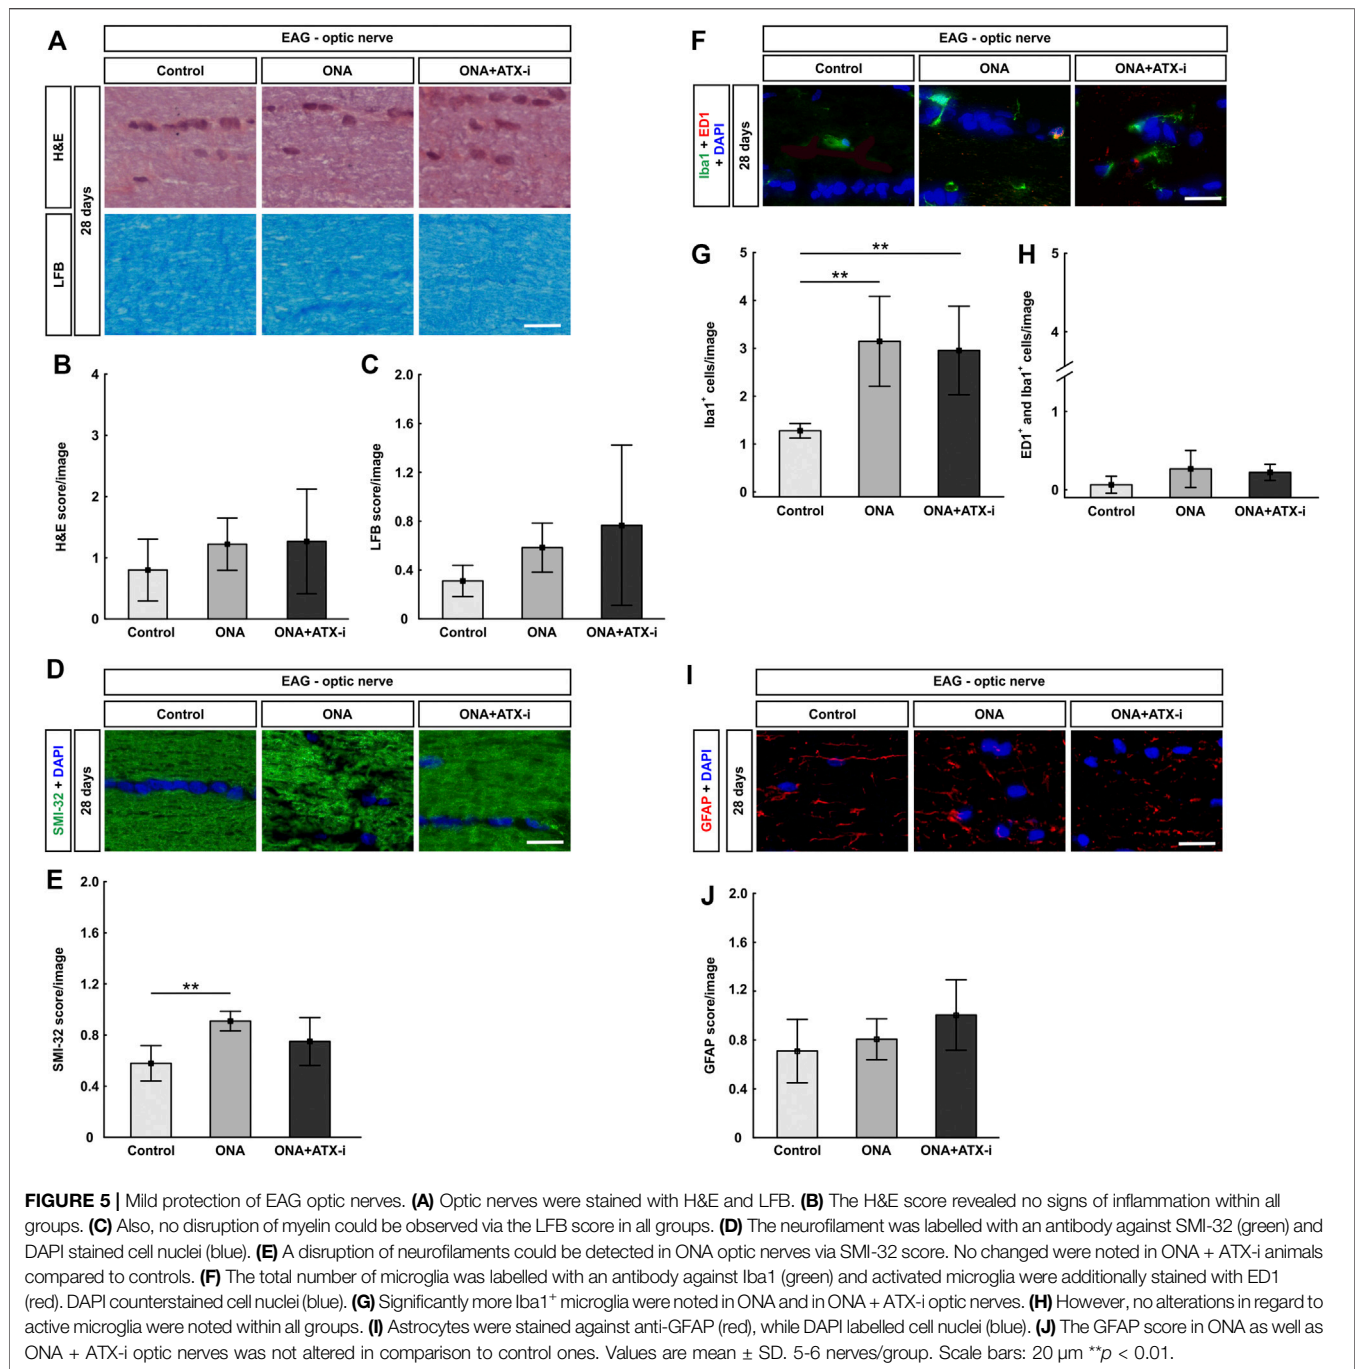 A
EAG - optic nerve
Control ONA ONA+ATX-i
H&E
28 days
LFB
B
4
3
2
1
0
H&E score/image
Control ONA ONA+ATX-i
C
2.0
1.6
1.2
0.8
0.4
0
LFB score/image
Control ONA ONA+ATX-i
D
EAG - optic nerve
Control ONA ONA+ATX-i
SMI-32 + DAPI
28 days
E
2.0
1.6
1.2
0.8
0.4
0
SMI-32 score/image
**
Control ONA ONA+ATX-i
F
EAG - optic nerve
Control ONA ONA+ATX-i
Iba1 + ED1
+ DAPI
28 days
G
5
4
3
2
1
0
Iba1⁺ cells/image
**
**
Control ONA ONA+ATX-i
H
5
4
1
0
ED1⁺ and Iba1⁺ cells/image
Control ONA ONA+ATX-i
I
EAG - optic nerve
Control ONA ONA+ATX-i
GFAP + DAPI
28 days
J
2.0
1.6
1.2
0.8
0.4
0
GFAP score/image
Control ONA ONA+ATX-i
FIGURE 5 | Mild protection of EAG optic nerves. (A) Optic nerves were stained with H&E and LFB. (B) The H&E score revealed no signs of inflammation within all
groups. (C) Also, no disruption of myelin could be observed via the LFB score in all groups. (D) The neurofilament was labelled with an antibody against SMI-32 (green) and
DAPI stained cell nuclei (blue). (E) A disruption of neurofilaments could be detected in ONA optic nerves via SMI-32 score. No changed were noted in ONA + ATX-i animals
compared to controls. (F) The total number of microglia was labelled with an antibody against Iba1 (green) and activated microglia were additionally stained with ED1
(red). DAPI counterstained cell nuclei (blue). (G) Significantly more Iba1⁺ microglia were noted in ONA and in ONA + ATX-i optic nerves. (H) However, no alterations in regard to
active microglia were noted within all groups. (I) Astrocytes were stained against anti-GFAP (red), while DAPI labelled cell nuclei (blue). (J) The GFAP score in ONA as well as
ONA + ATX-i optic nerves was not altered in comparison to control ones. Values are mean ± SD. 5-6 nerves/group. Scale bars: 20 µm **p < 0.01.